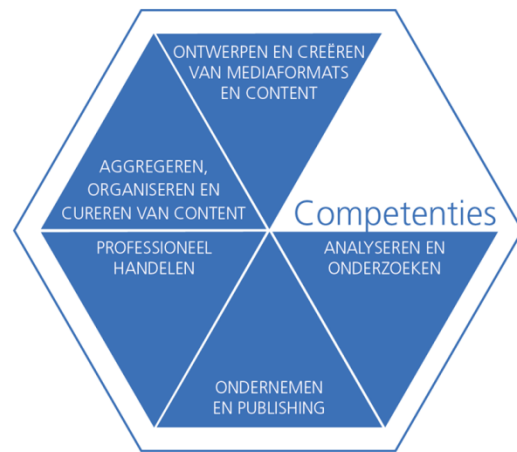 ONTWERPEN EN CREËREN
VAN MEDIAFORMATS
EN CONTENT
AGGREGEREN,
ORGANISEREN EN
CUREREN VAN CONTENT
Competenties
PROFESSIONEEL
HANDELEN
ANALYSEREN EN
ONDERZOEKEN
ONDERNEMEN
EN PUBLISHING